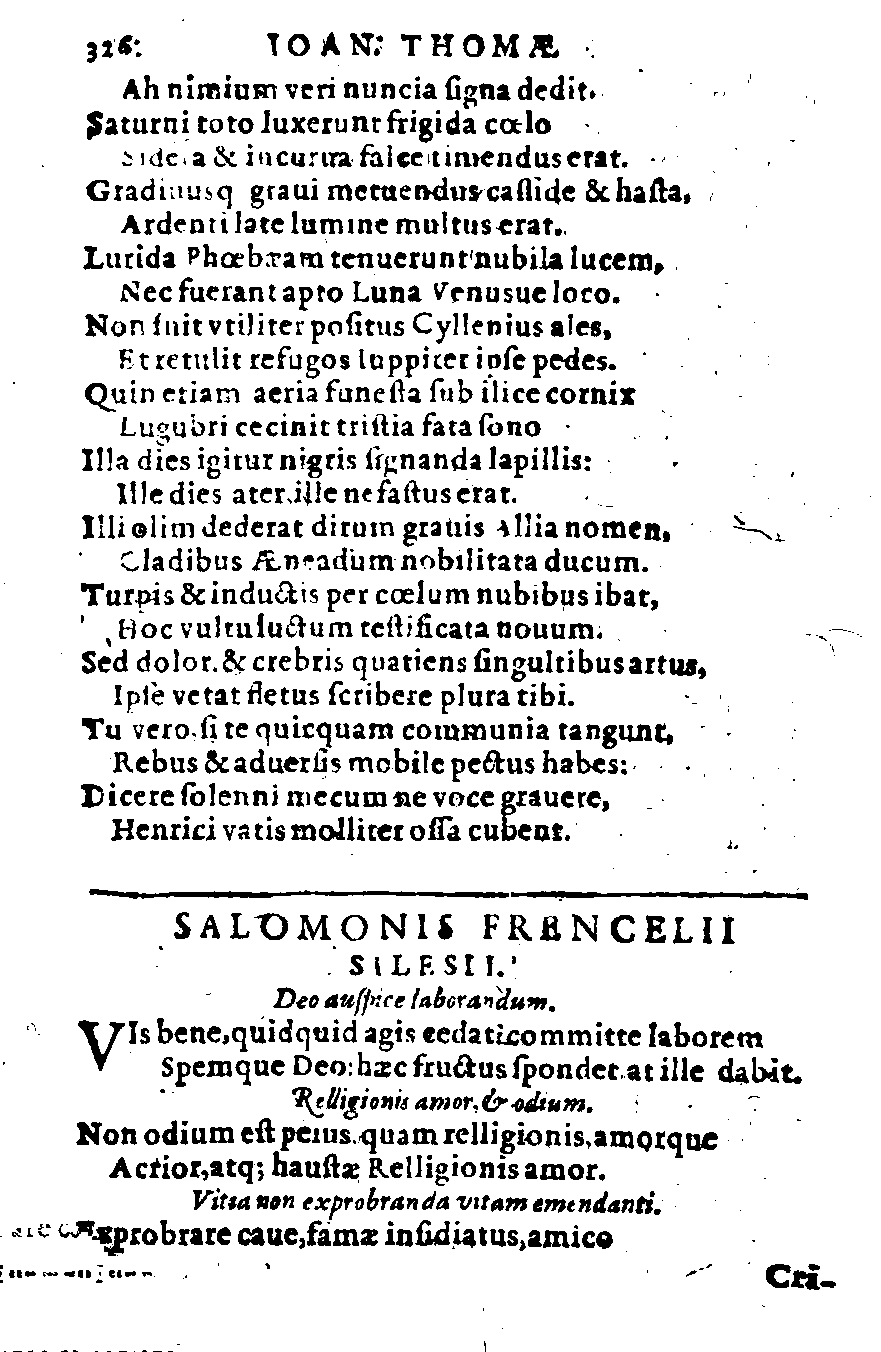 326. IOAN. THOMÆ
Ah nimium veri nuncia ſigna dedit.
Saturni toto luxerunt frigida cœlo
Sidera & incurua falce timendus erat.
Gradiuusq graui metuendus caſſide & haſta,
Ardenti late lumine multus erat.
Lurida Phœbæam tenuerunt nubila lucem,
Nec fuerant apto Luna Venusue loco.
Non fuit vtiliter poſitus Cyllenius ales,
Et retulit refugos Iuppiter ipſe pedes.
Quin etiam aeria funeſta ſub ilice cornix
Lugubri cecinit triſtia fata ſono
Illa dies igitur nigris ſignanda lapillis:
Ille dies ater, ille nefaſtus erat.
Illi olim dederat dirum grauis Allia nomen,
Cladibus Æneadum nobilitata ducum.
Turpis & inductis per cœlum nubibus ibat,
Hoc vultu luctum teſtificata nouum.
Sed dolor. & crebris quatiens ſingultibus artus,
Ipſe vetat fletus ſcribere plura tibi.
Tu vero, ſi te quicquam communia tangunt,
Rebus & aduerſis mobile pectus habes:
Dicere ſolenni mecum ne voce grauere,
Henrici vatis molliter oſſa cubent.
SALOMONIS FRENCELII
SILESII.
Deo auſpice laborandum.
VIs bene, quidquid agis cedat: committe laborem
Spemque Deo: hæc fructus ſpondet. at ille dabit.
Relligionis amor, & odium.
Non odium eſt peius. quam relligionis, amorque
Actior, atq; hauſtæ Relligionis amor.
Vitia non exprobranda vitam emendanti.
Exprobrare caue, famæ inſidiatus, amico
Cri-